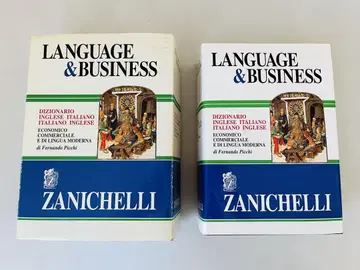 LANGUAGE
&BUSINESS
DIZIONARIO
INGLESE ITALIANO
ITALIANO INGLESE
ECONOMICO
COMMERCIALE
E DI LINGUA MODERNA
di Fernando Picchi
ZANICHELLI
LANGUAGE
&BUSINESS
DIZIONARIO
INGLESE ITALIANO
ITALIANO INGLESE
ECONOMICO
COMMERCIALE
E DI LINGUA MODERNA
di Fernando Picchi
ZANICHELLI